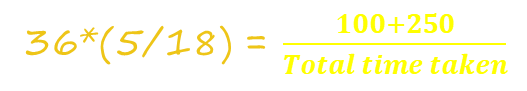 36*(5/18) = 100+250
Total time taken